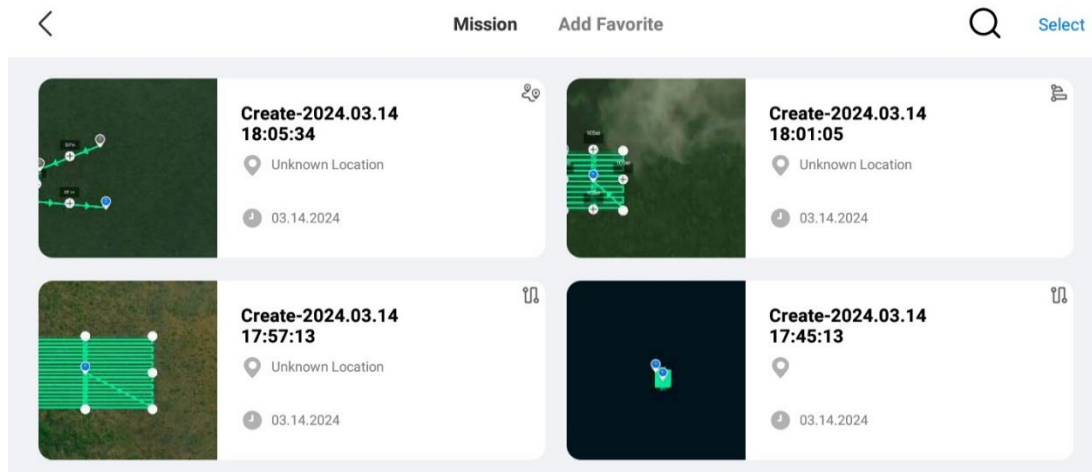 Mission Add Favorite Select
Create-2024.03.14
18:05:34
Unknown Location
03.14.2024
Create-2024.03.14
18:01:05
Unknown Location
03.14.2024
Create-2024.03.14
17:57:13
Unknown Location
03.14.2024
Create-2024.03.14
17:45:13
03.14.2024